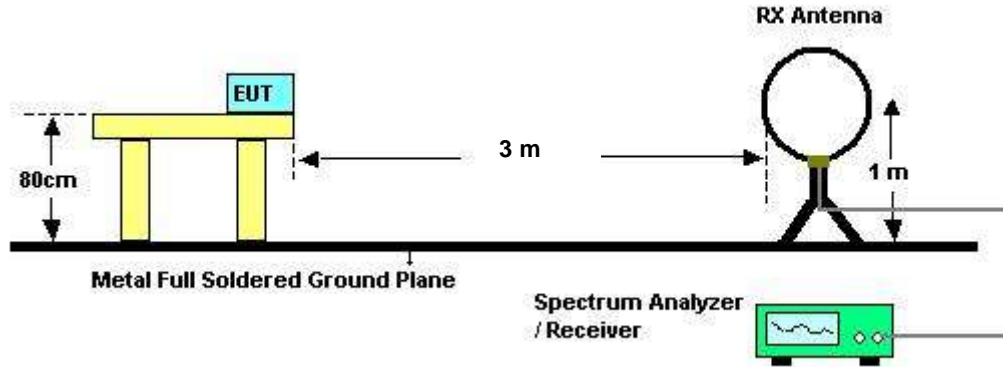 RX Antenna
EUT
3 m
80cm
1 m
Metal Full Soldered Ground Plane
Spectrum Analyzer
/ Receiver